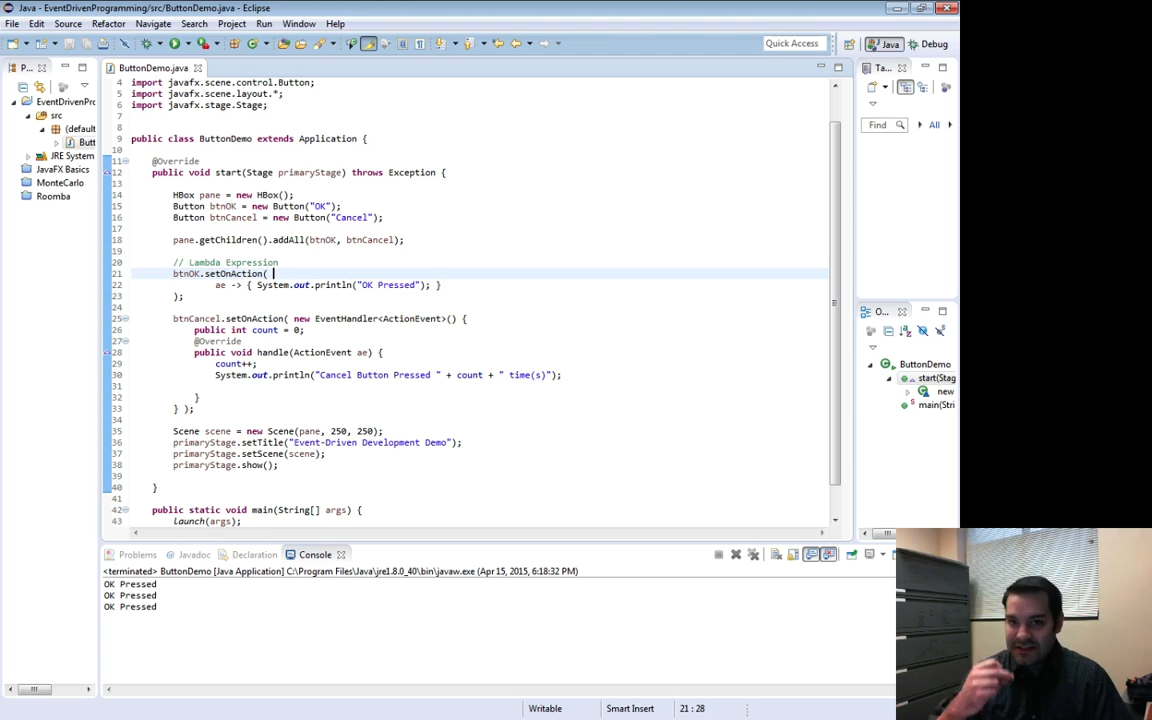 Java - EventDrivenProgramming/src/ButtonDemo.java - Eclipse
File Edit Source Refactor Navigate Search Project Run Window Help
Quick Access Java Debug
P... ButtonDemo.java Ta...
EventDrivenPr
src
(default
Butt
JRE System
JavaFX Basics
MonteCarlo
Roomba
4 import javafx.scene.control.Button;
5 import javafx.scene.layout.*;
6 import javafx.stage.Stage;
7
8
9 public class ButtonDemo extends Application {
10
11 @Override
12 public void start(Stage primaryStage) throws Exception {
13
14 HBox pane = new HBox();
15 Button btnOK = new Button("OK");
16 Button btnCancel = new Button("Cancel");
17
18 pane.getChildren().addAll(btnOK, btnCancel);
19
20 // Lambda Expression
21 btnOK.setOnAction(
22 ae -> { System.out.println("OK Pressed"); }
23 );
24
25 btnCancel.setOnAction( new EventHandler<ActionEvent>() {
26 public int count = 0;
27 @Override
28 public void handle(ActionEvent ae) {
29 count++;
30 System.out.println("Cancel Button Pressed " + count + " time(s)");
31
32 }
33 } );
34
35 Scene scene = new Scene(pane, 250, 250);
36 primaryStage.setTitle("Event-Driven Development Demo");
37 primaryStage.setScene(scene);
38 primaryStage.show();
39
40 }
41
42 public static void main(String[] args) {
43 launch(args);
Find All
O...
ButtonDemo
start(Stag
new
main(Stri
Problems Javadoc Declaration Console
<terminated> ButtonDemo [Java Application] C:\Program Files\Java\jre1.8.0_40\bin\javaw.exe (Apr 15, 2015, 6:18:32 PM)
OK Pressed
OK Pressed
OK Pressed
Writable Smart Insert 21 : 28